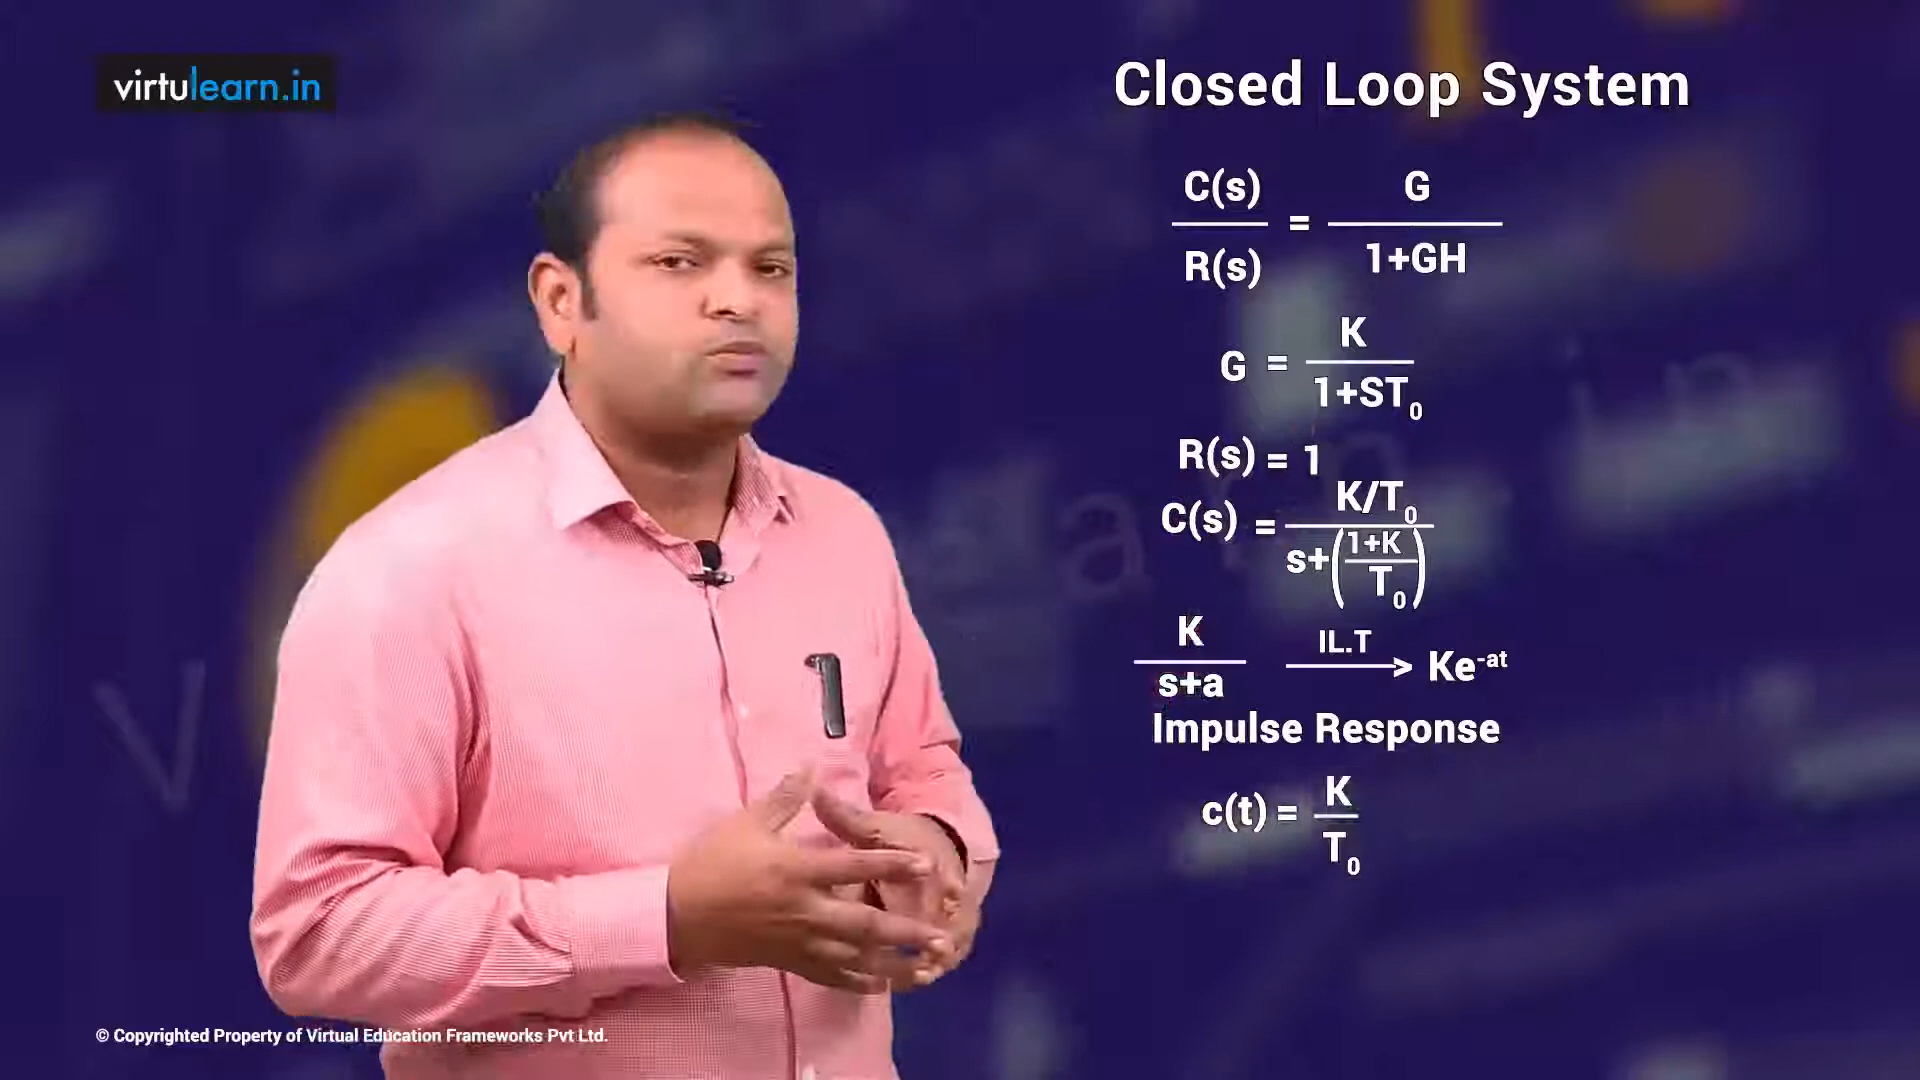 virtulearn.in
Closed Loop System
C(s)/R(s) = G/1+GH
G = K/1+ST₀
R(s) = 1
C(s) = K/T₀/s+(1+K/T₀)
K/s+a IL.T → Ke⁻ᵃᵗ
Impulse Response
c(t) = K/T₀
© Copyrighted Property of Virtual Education Frameworks Pvt Ltd.